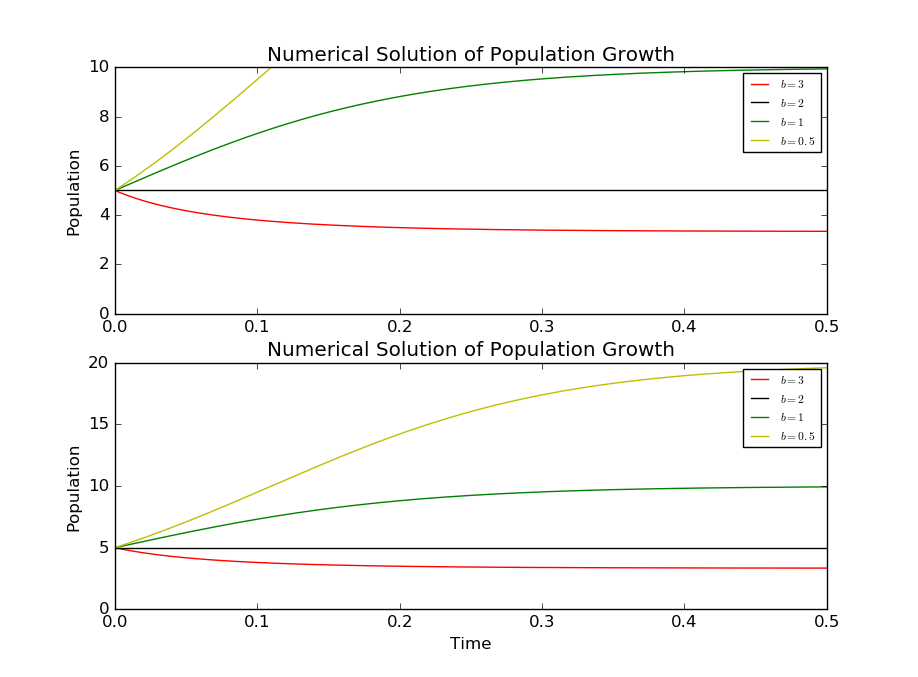 Numerical Solution of Population Growth
10
8
6
4
2
0
Population
b=3
b=2
b=1
b=0.5
0.0 0.1 0.2 0.3 0.4 0.5
Numerical Solution of Population Growth
20
15
10
5
0
Population
b=3
b=2
b=1
b=0.5
0.0 0.1 0.2 0.3 0.4 0.5
Time